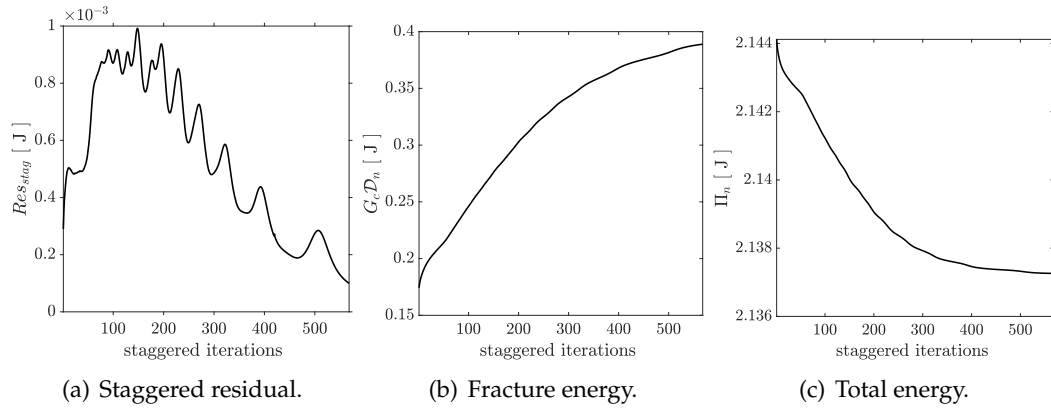 ×10⁻³
1
0.8
0.6
0.4
0.2
0
Res_stag [ J ]
100 200 300 400 500
staggered iterations
(a) Staggered residual.
0.4
0.35
0.3
0.25
0.2
0.15
G_c D_n [ J ]
100 200 300 400 500
staggered iterations
(b) Fracture energy.
2.144
2.142
2.14
2.138
2.136
Π_n [ J ]
100 200 300 400 500
staggered iterations
(c) Total energy.